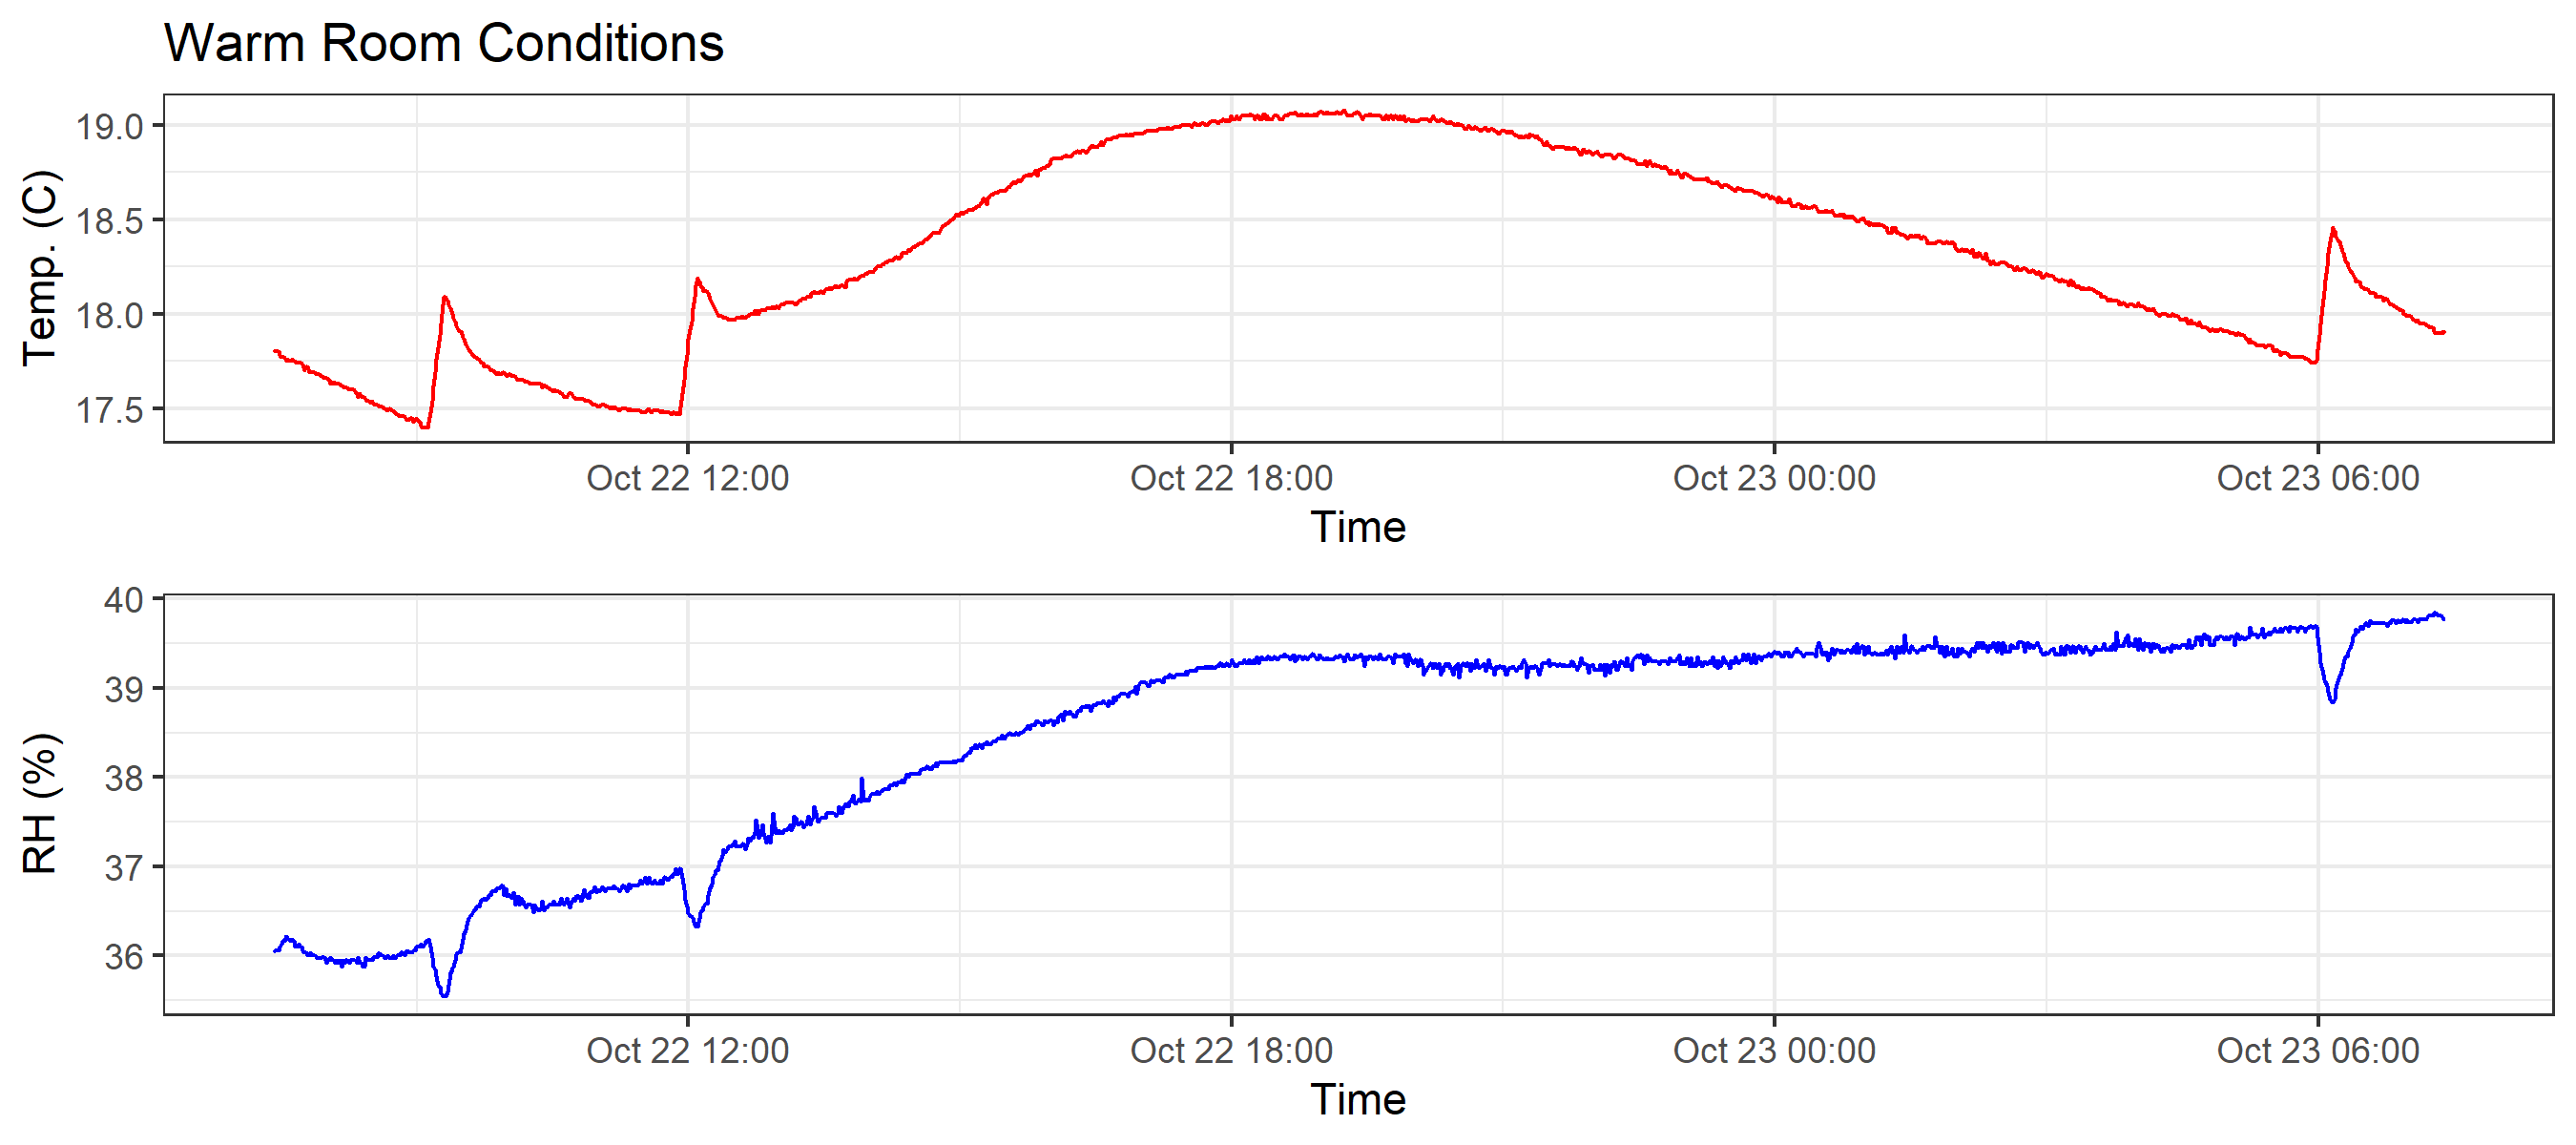 Warm Room Conditions
Temp. (C)
19.0
18.5
18.0
17.5
Oct 22 12:00 Oct 22 18:00 Oct 23 00:00 Oct 23 06:00
Time
RH (%)
40
39
38
37
36
Oct 22 12:00 Oct 22 18:00 Oct 23 00:00 Oct 23 06:00
Time